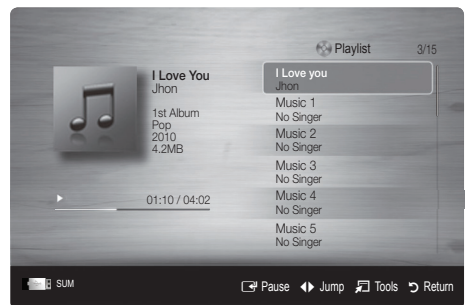 Playlist 3/15
I Love You
Jhon
1st Album
Pop
2010
4.2MB
01:10 / 04:02
I Love you
Jhon
Music 1
No Singer
Music 2
No Singer
Music 3
No Singer
Music 4
No Singer
Music 5
No Singer
SUM
Pause Jump Tools Return